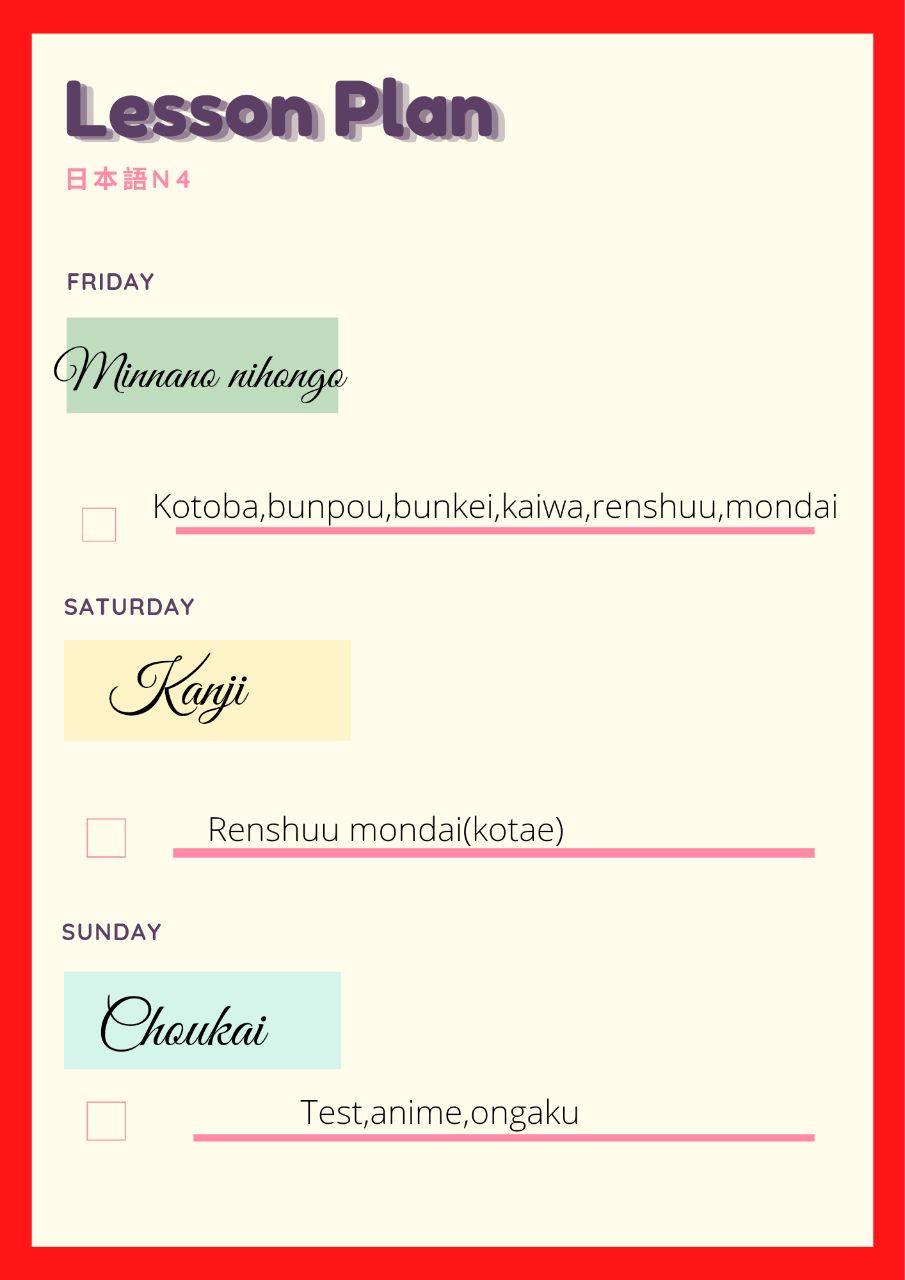 Lesson Plan
日本語N4
FRIDAY
Minnano nihongo
Kotoba,bunpou,bunkei,kaiwa,renshuu,mondai
SATURDAY
Kanji
Renshuu mondai(kotae)
SUNDAY
Choukai
Test,anime,ongaku